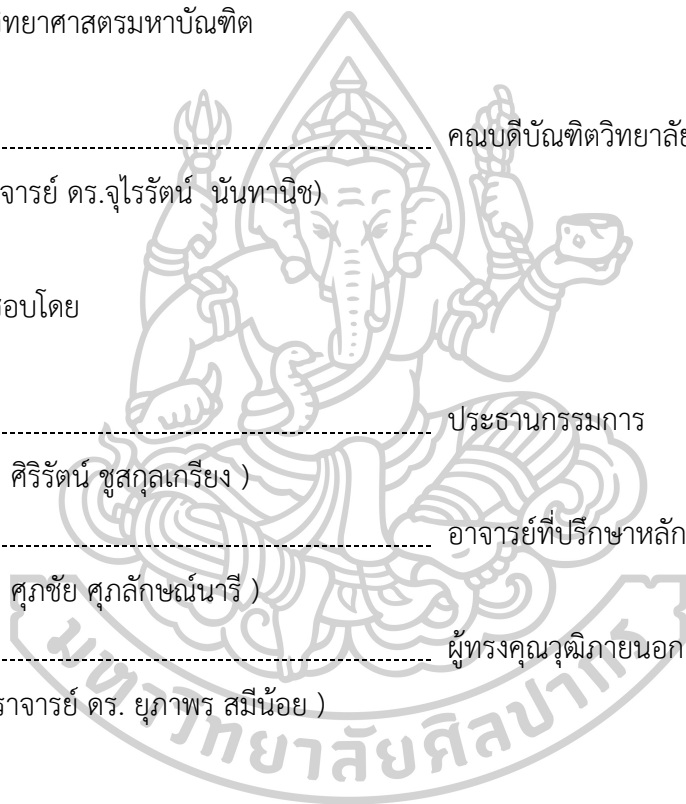 ทยาศาสตรมหาบัณฑิต
คณบดีบัณฑิตวิทยาลัย
จารย์ ดร.จุไรรัตน์ นันทานิช)
อบโดย
ประธานกรรมการ
ศิริรัตน์ ชูสกุลเกรียง )
อาจารย์ที่ปรึกษาหลัก
ศุภชัย ศุภลักษณ์นารี )
ผู้ทรงคุณวุฒิภายนอก
ราจารย์ ดร. ยุภาพร สมีน้อย )
มหาวิทยาลัยศิลปากร